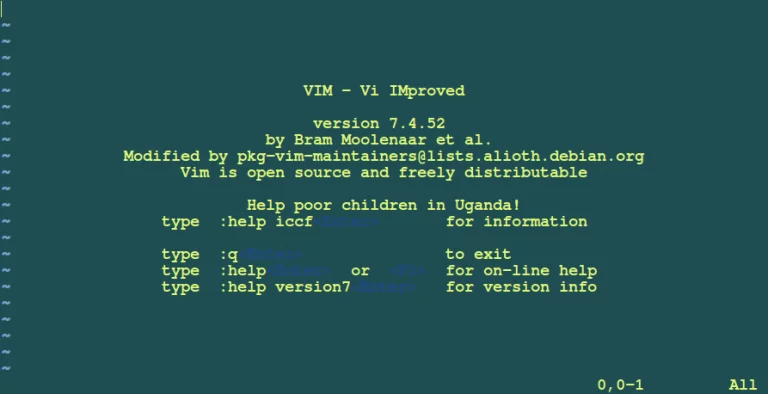 ~
~
~
~
~ VIM - Vi IMproved
~
~ version 7.4.52
~ by Bram Moolenaar et al.
~ Modified by pkg-vim-maintainers@lists.alioth.debian.org
~ Vim is open source and freely distributable
~
~ Help poor children in Uganda!
~ type :help iccf<Enter> for information
~
~ type :q<Enter> to exit
~ type :help<Enter> or <F1> for on-line help
~ type :help version7<Enter> for version info
~
~
~
~
~
0,0-1 All